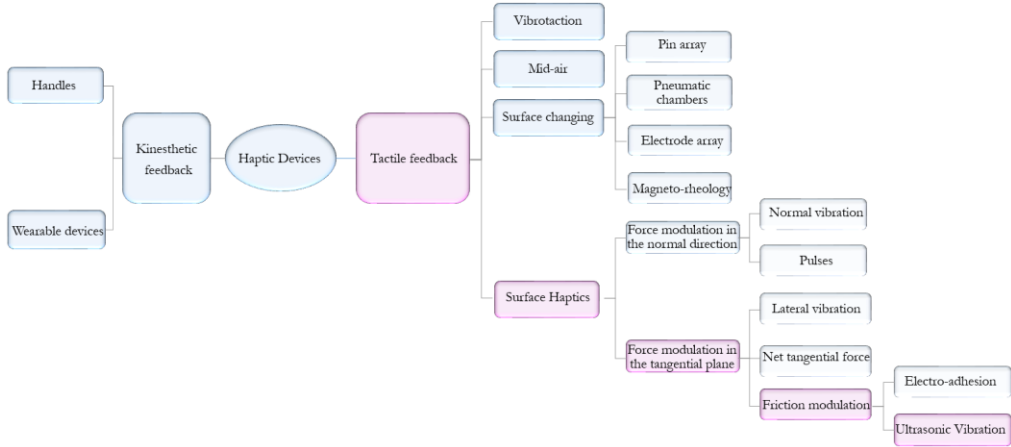 Handles
Wearable devices
Kinesthetic
feedback
Haptic Devices
Tactile feedback
Vibrotaction
Mid-air
Surface changing
Pin array
Pneumatic
chambers
Electrode array
Magneto-rheology
Surface Haptics
Force modulation in
the normal direction
Normal vibration
Pulses
Force modulation in
the tangential plane
Lateral vibration
Net tangential force
Friction modulation
Electro-adhesion
Ultrasonic Vibration